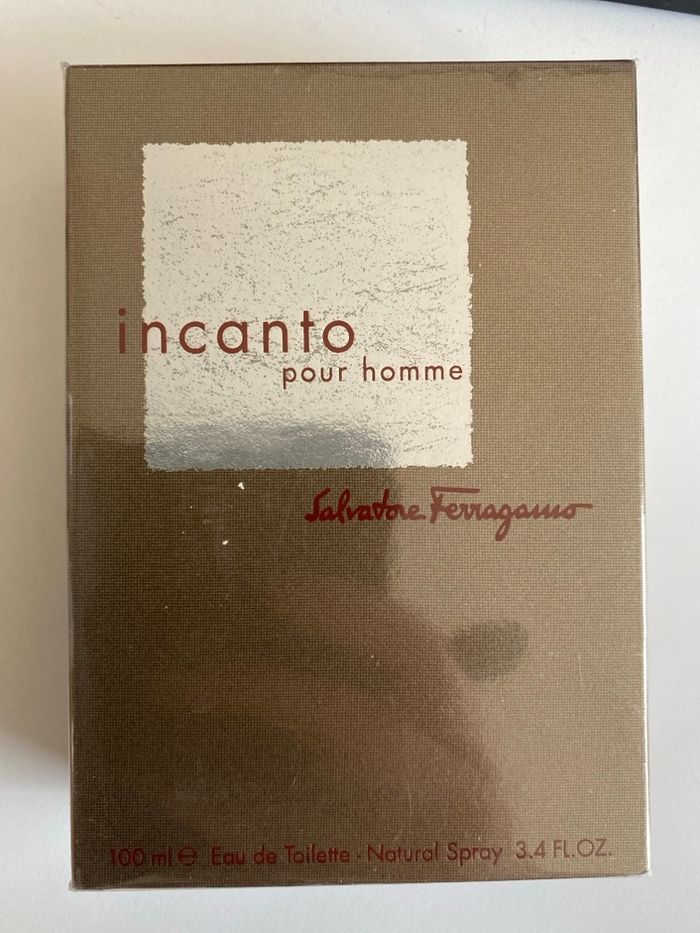 incanto
pour homme
Salvatore Ferragamo
100 ml ℮ Eau de Toilette - Natural Spray 3.4 FL.OZ.